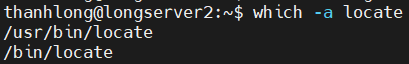 thanhlong@longserver2:~$ which -a locate
/usr/bin/locate
/bin/locate